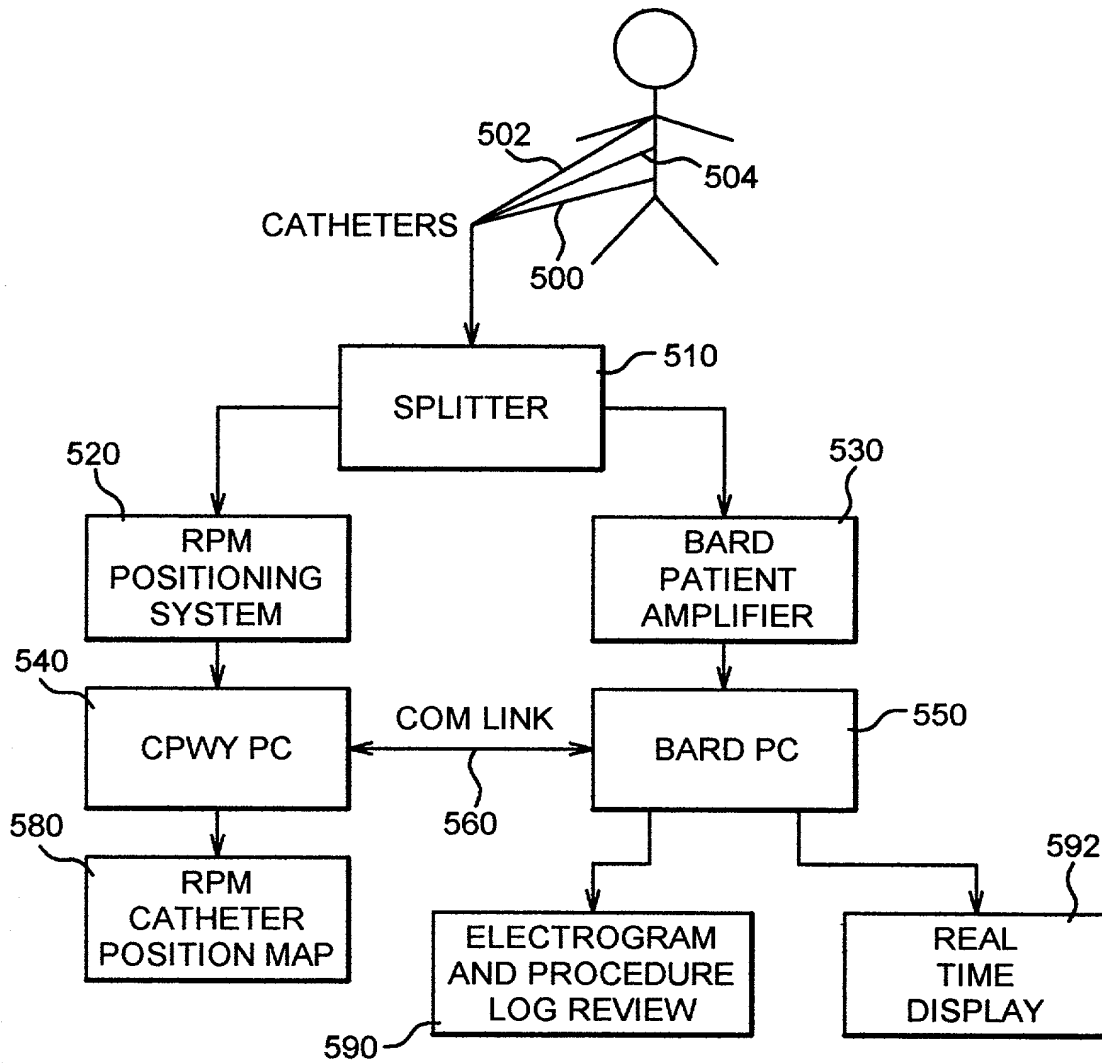 502
504
CATHETERS
500
510
SPLITTER
520
530
RPM
POSITIONING
SYSTEM
BARD
PATIENT
AMPLIFIER
540
550
CPWY PC
COM LINK
BARD PC
560
580
592
RPM
CATHETER
POSITION MAP
ELECTROGRAM
AND PROCEDURE
LOG REVIEW
REAL
TIME
DISPLAY
590